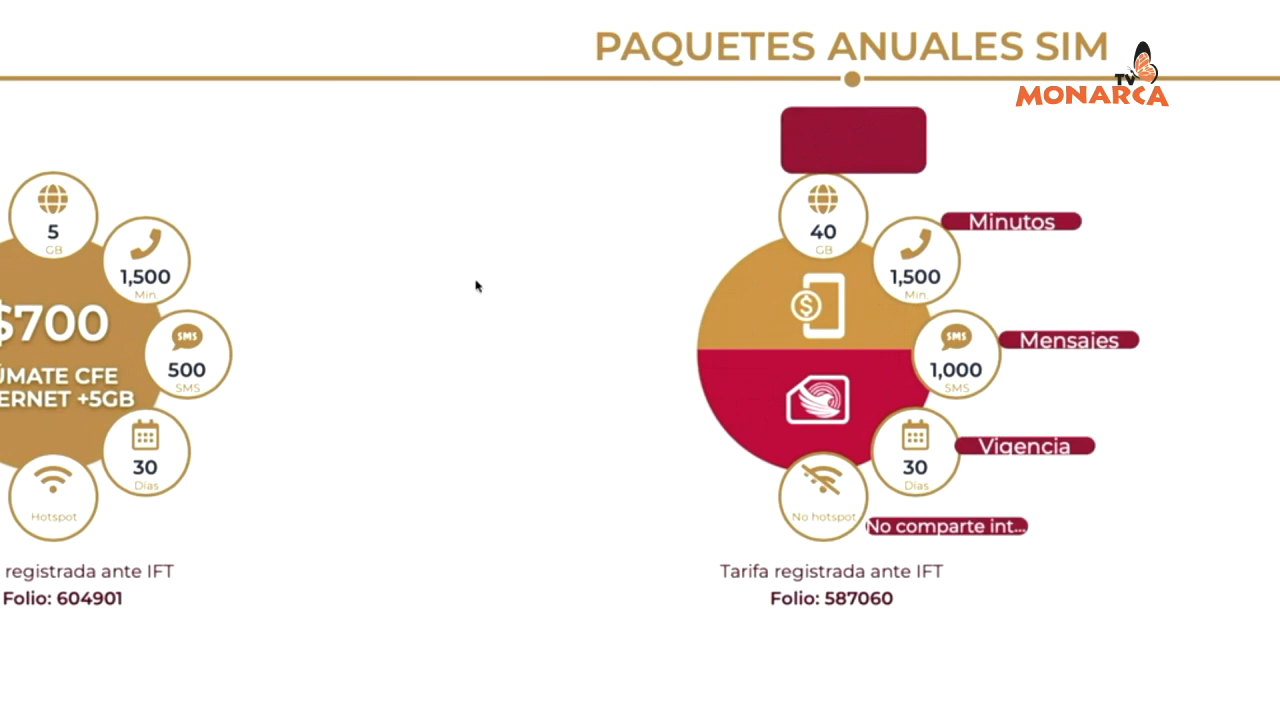 PAQUETES ANUALES SIM
TV
MONARCA
5
GB
1,500
Min.
$700
ÚMATE CFE
ERNET +5GB
SMS
500
SMS
30
Días
Hotspot
registrada ante IFT
Folio: 604901
40
GB
1,500
Min.
Minutos
$
SMS
1,000
SMS
Mensajes
30
Días
Vigencia
No hotspot
No comparte int...
Tarifa registrada ante IFT
Folio: 587060